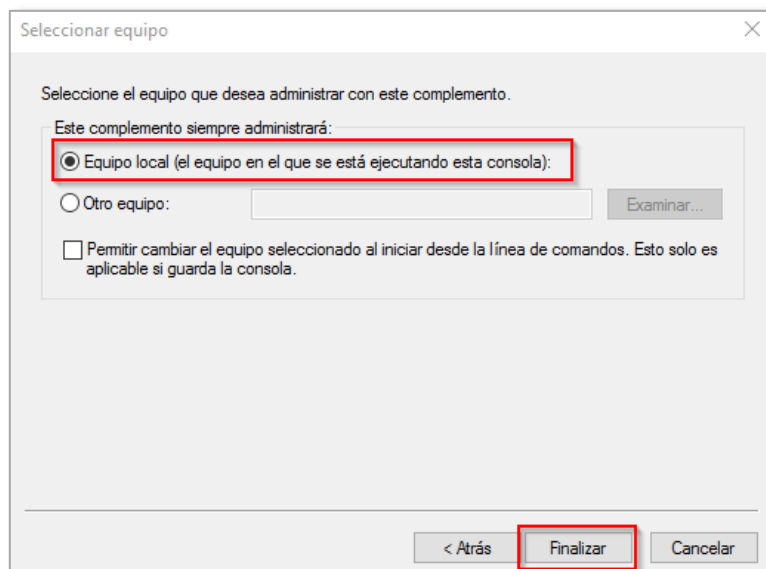 Seleccionar equipo
Seleccione el equipo que desea administrar con este complemento.
Este complemento siempre administrará:
Equipo local (el equipo en el que se está ejecutando esta consola):
Otro equipo:
Examinar...
Permitir cambiar el equipo seleccionado al iniciar desde la línea de comandos. Esto solo es
aplicable si guarda la consola.
< Atrás
Finalizar
Cancelar